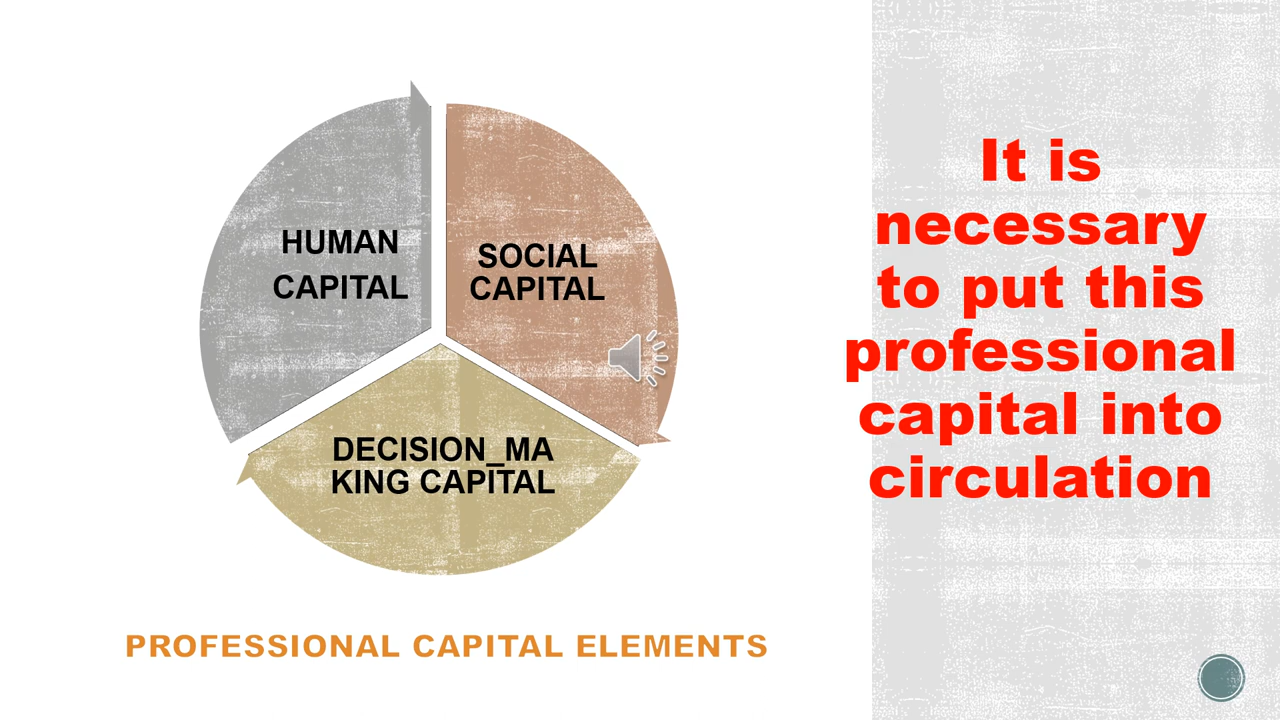 HUMAN
CAPITAL
SOCIAL
CAPITAL
DECISION_MA
KING CAPITAL
PROFESSIONAL CAPITAL ELEMENTS
It is
necessary
to put this
professional
capital into
circulation